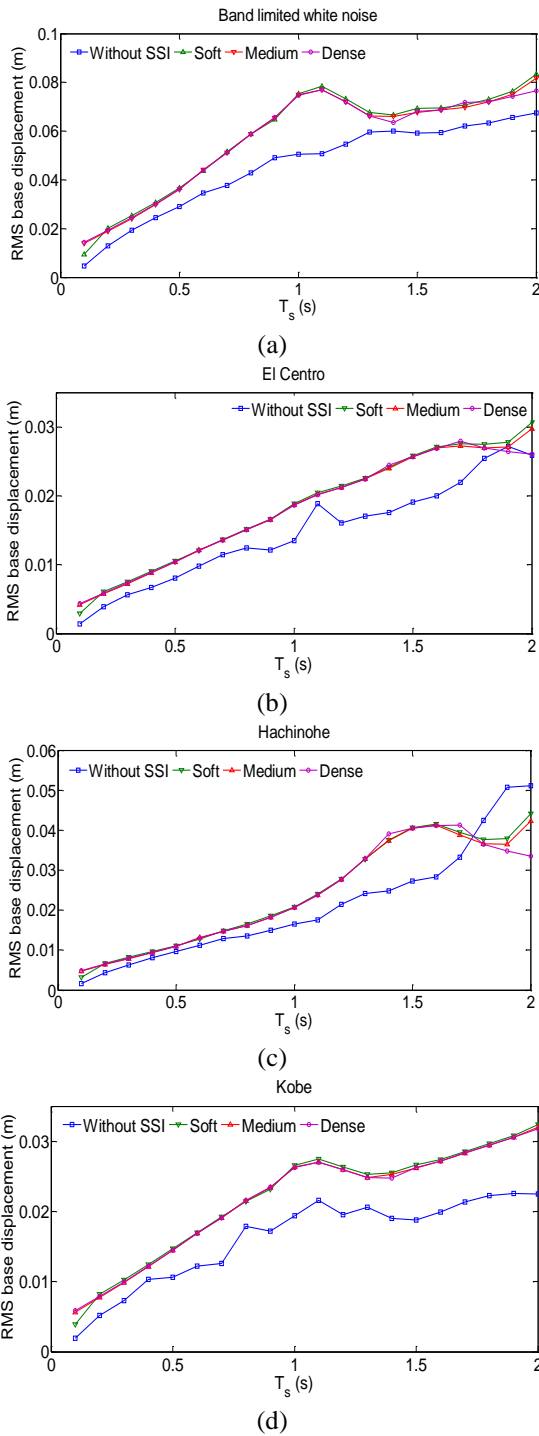 Band limited white noise
Without SSI Soft Medium Dense
RMS base displacement (m)
0.1
0.08
0.06
0.04
0.02
0
0 0.5 1 1.5 2
T_s (s)
(a)
El Centro
Without SSI Soft Medium Dense
RMS base displacement (m)
0.03
0.02
0.01
0
0 0.5 1 1.5 2
T_s (s)
(b)
Hachinohe
Without SSI Soft Medium Dense
RMS base displacement (m)
0.06
0.05
0.04
0.03
0.02
0.01
0
0 0.5 1 1.5 2
T_s (s)
(c)
Kobe
Without SSI Soft Medium Dense
RMS base displacement (m)
0.03
0.02
0.01
0
0 0.5 1 1.5 2
T_s (s)
(d)